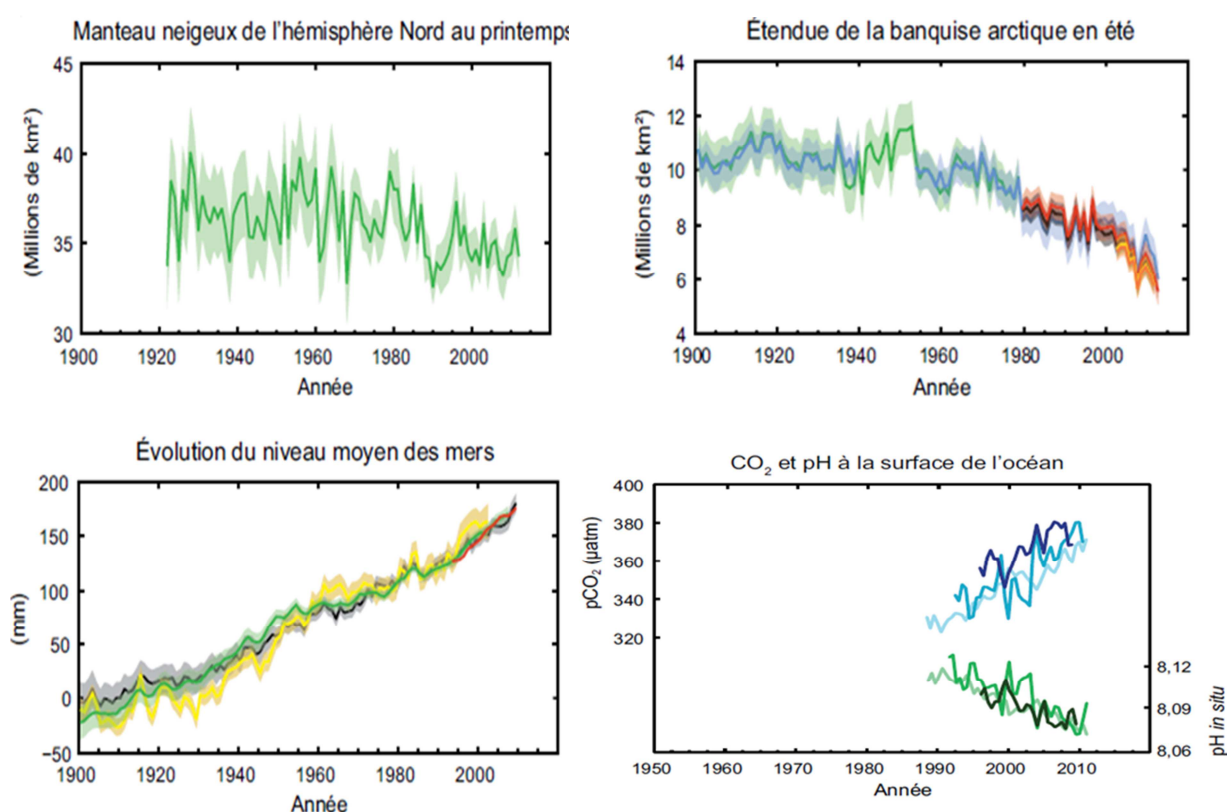 Manteau neigeux de l'hémisphère Nord au printemps
(Millions de km²)
45
40
35
30
1900 1920 1940 1960 1980 2000
Année
Étendue de la banquise arctique en été
(Millions de km²)
14
12
10
8
6
4
1900 1920 1940 1960 1980 2000
Année
Évolution du niveau moyen des mers
(mm)
200
150
100
50
0
−50
1900 1920 1940 1960 1980 2000
Année
CO₂ et pH à la surface de l'océan
pCO₂ (µatm)
400
380
360
340
320
8,12
8,09
8,06
pH in situ
1950 1960 1970 1980 1990 2000 2010
Année